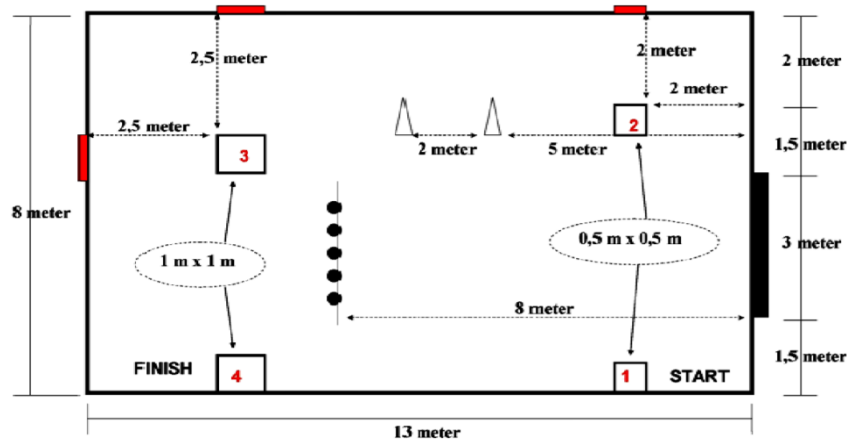 2,5 meter
2 meter
2 meter
2 meter
2,5 meter
2
1,5 meter
3
2 meter
5 meter
8 meter
1 m x 1 m
0,5 m x 0,5 m
3 meter
8 meter
FINISH
4
1
START
1,5 meter
13 meter